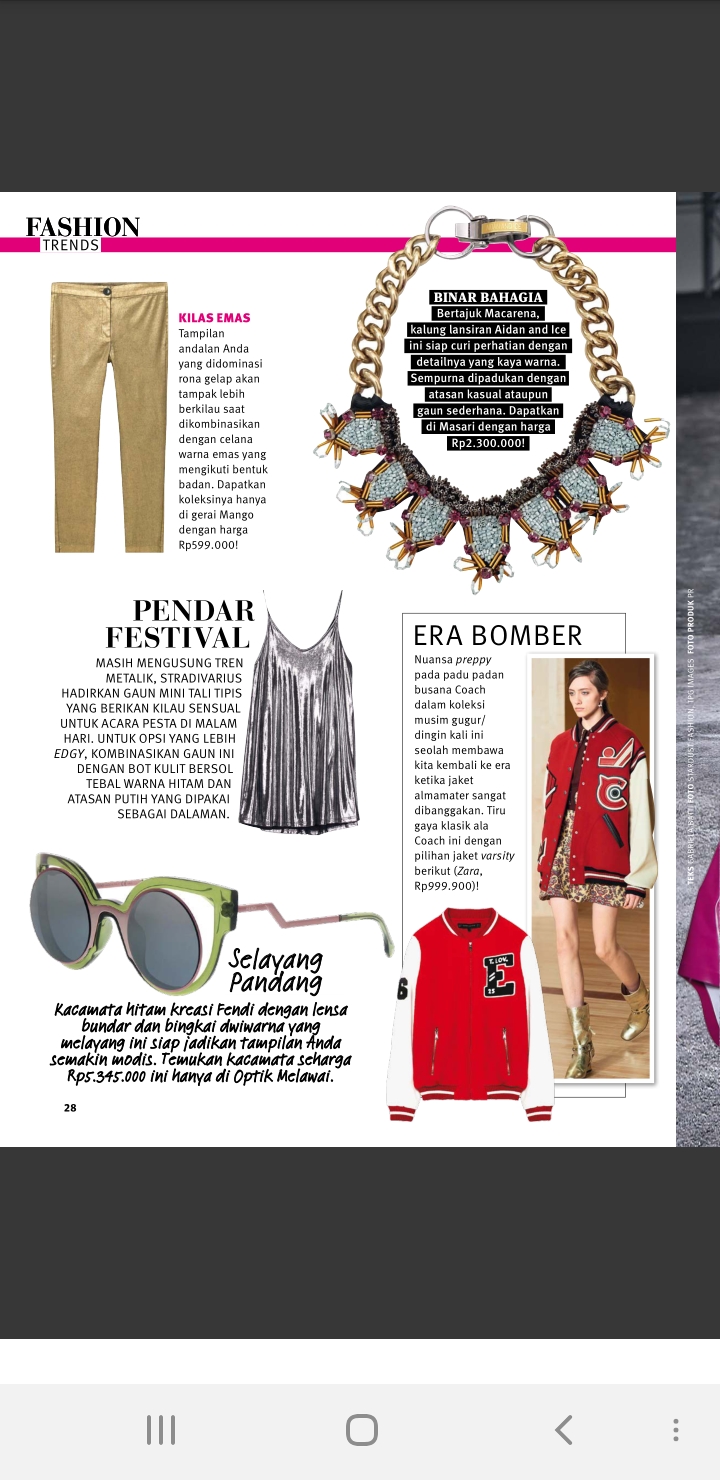 FASHION
TRENDS
KILAS EMAS
Tampilan
andalan Anda
yang didominasi
rona gelap akan
tampak lebih
berkilau saat
dikombinasikan
dengan celana
warna emas yang
mengikuti bentuk
badan. Dapatkan
koleksinya hanya
di gerai Mango
dengan harga
Rp599.000!
BINAR BAHAGIA
Bertajuk Macarena,
kalung lansiran Aidan and Ice
ini siap curi perhatian dengan
detailnya yang kaya warna.
Sempurna dipadukan dengan
atasan kasual ataupun
gaun sederhana. Dapatkan
di Masari dengan harga
Rp2.300.000!
PENDAR
FESTIVAL
MASIH MENGUSUNG TREN
METALIK, STRADIVARIUS
HADIRKAN GAUN MINI TALI TIPIS
YANG BERIKAN KILAU SENSUAL
UNTUK ACARA PESTA DI MALAM
HARI. UNTUK OPSI YANG LEBIH
EDGY, KOMBINASIKAN GAUN INI
DENGAN BOT KULIT BERSOL
TEBAL WARNA HITAM DAN
ATASAN PUTIH YANG DIPAKAI
SEBAGAI DALAMAN.
ERA BOMBER
Nuansa preppy
pada padu padan
busana Coach
dalam koleksi
musim gugur/
dingin kali ini
seolah membawa
kita kembali ke era
ketika jaket
almamater sangat
dibanggakan. Tiru
gaya klasik ala
Coach ini dengan
pilihan jaket varsity
berikut (Zara,
Rp999.900)!
C
6
E
15
Selayang
Pandang
Kacamata hitam kreasi Fendi dengan lensa
bundar dan bingkai dwiwarna yang
melayang ini siap jadikan tampilan Anda
semakin modis. Temukan kacamata seharga
Rp5.345.000 ini hanya di Optik Melawai.
28
FOTO STARDUST FASHION, TPG IMAGES FOTO PRODUK PR